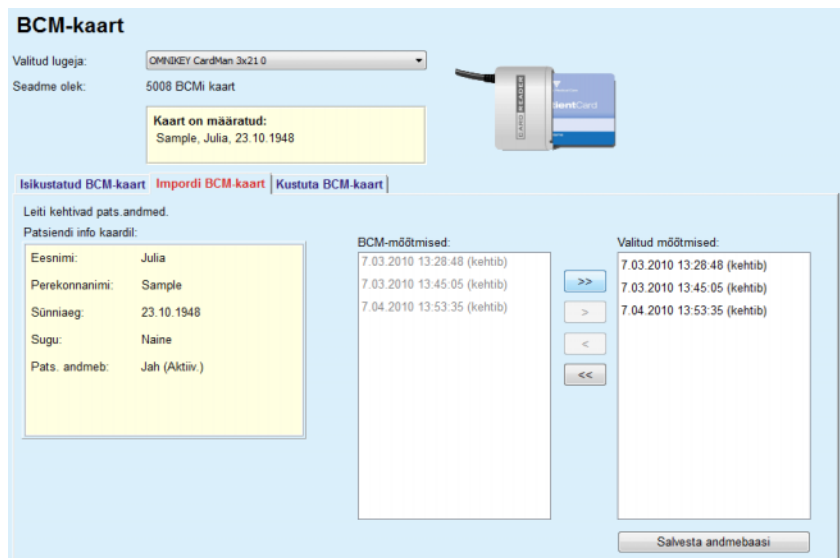 BCM-kaart
Valitud lugeja: OMNIKEY CardMan 3x21 0
Seadme olek: 5008 BCMi kaart
CARD READER
ientCard
Kaart on määratud:
Sample, Julia, 23.10.1948
Isikustatud BCM-kaart Impordi BCM-kaart Kustuta BCM-kaart
Leiti kehtivad pats.andmed.
Patsiendi info kaardil:
Eesnimi: Julia
Perekonnanimi: Sample
Sünniaeg: 23.10.1948
Sugu: Naine
Pats. andmeb: Jah (Aktiiv.)
BCM-mõõtmised:
7.03.2010 13:28:48 (kehtib)
7.03.2010 13:45:05 (kehtib)
7.04.2010 13:53:35 (kehtib)
>>
>
<
<<
Valitud mõõtmised:
7.03.2010 13:28:48 (kehtib)
7.03.2010 13:45:05 (kehtib)
7.04.2010 13:53:35 (kehtib)
Salvesta andmebaasi